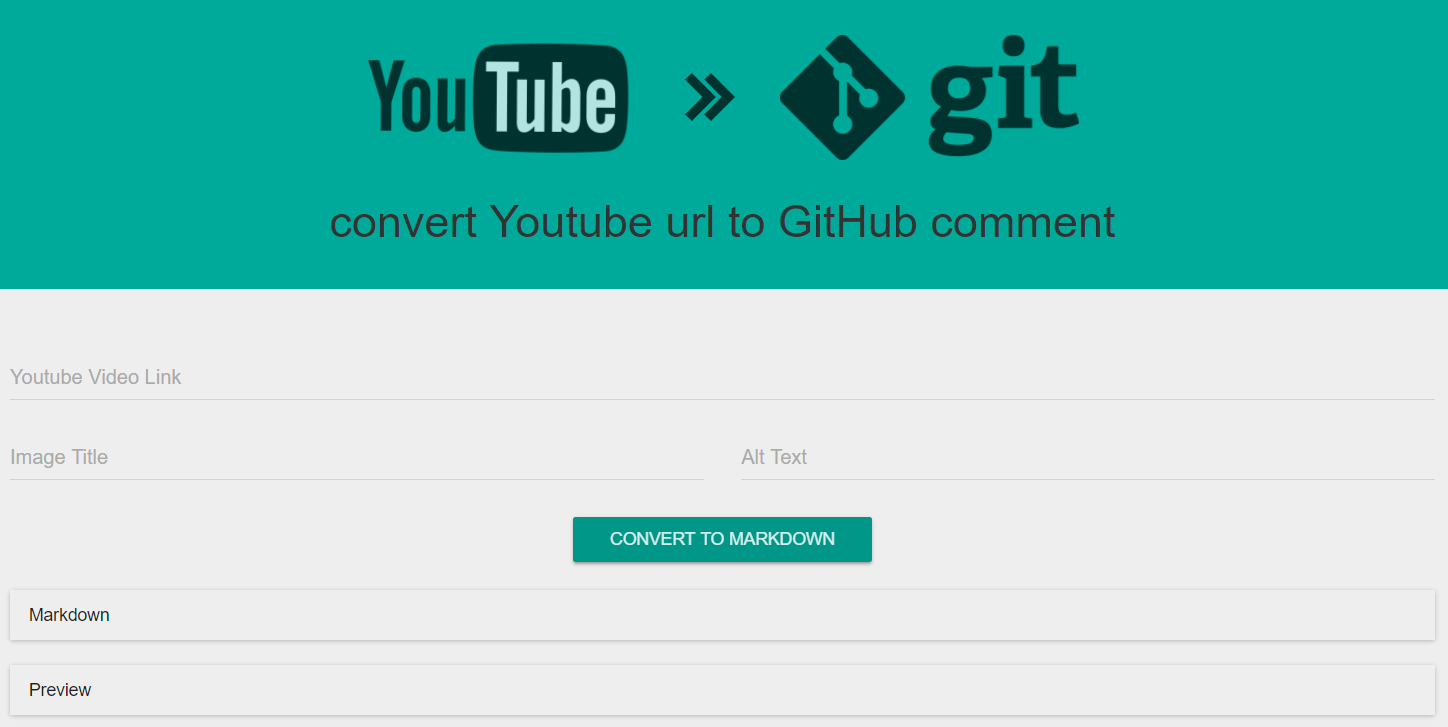 YouTube » git
convert Youtube url to GitHub comment
Youtube Video Link
Image Title Alt Text
CONVERT TO MARKDOWN
Markdown
Preview